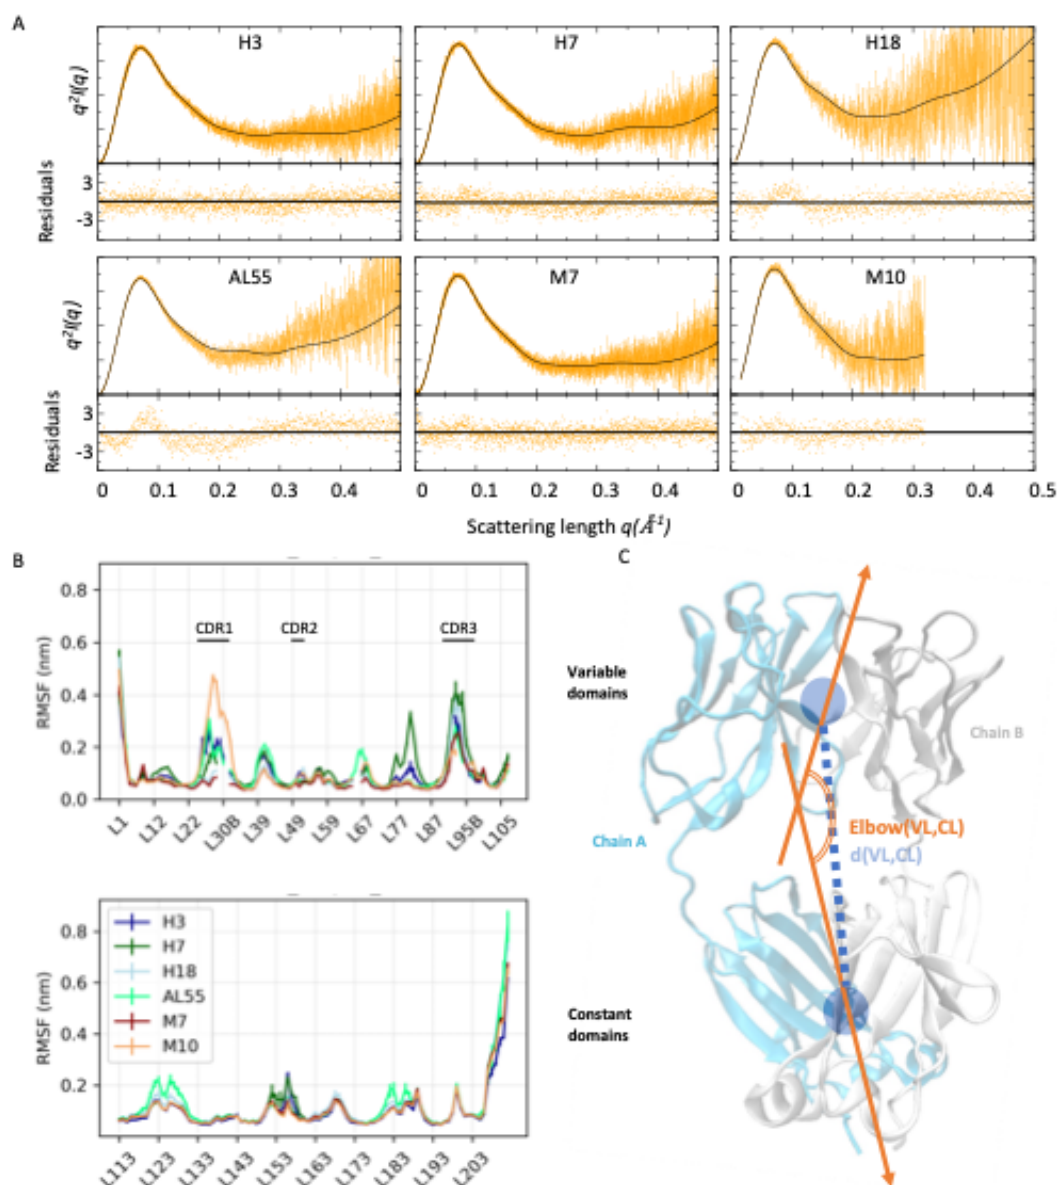 A
H3
H7
H18
q²I(q)
Residuals
3
-3
AL55
M7
M10
q²I(q)
Residuals
3
-3
0 0.1 0.2 0.3 0.4
0 0.1 0.2 0.3 0.4
0 0.1 0.2 0.3 0.4 0.5
Scattering length q(Å⁻¹)
B
RMSF (nm)
0.8
0.6
0.4
0.2
0.0
CDR1
CDR2
CDR3
L1
L12
L22
L30B
L39
L49
L59
L67
L77
L87
L95B
L105
RMSF (nm)
0.8
0.6
0.4
0.2
H3
H7
H18
AL55
M7
M10
L113
L123
L133
L143
L153
L163
L173
L183
L193
L203
C
Variable
domains
Chain B
Elbow(VL,CL)
d(VL,CL)
Chain A
Constant
domains